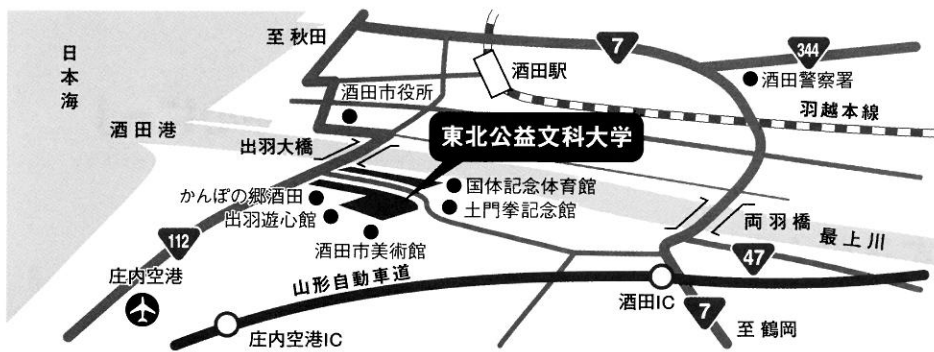 日本海
至 秋田
7
344
酒田駅
酒田警察署
酒田市役所
羽越本線
酒田港
東北公益文科大学
出羽大橋
国体記念体育館
かんぽの郷酒田
土門拳記念館
出羽遊心館
両羽橋
最上川
112
酒田市美術館
47
庄内空港
山形自動車道
酒田IC
7
庄内空港IC
至 鶴岡